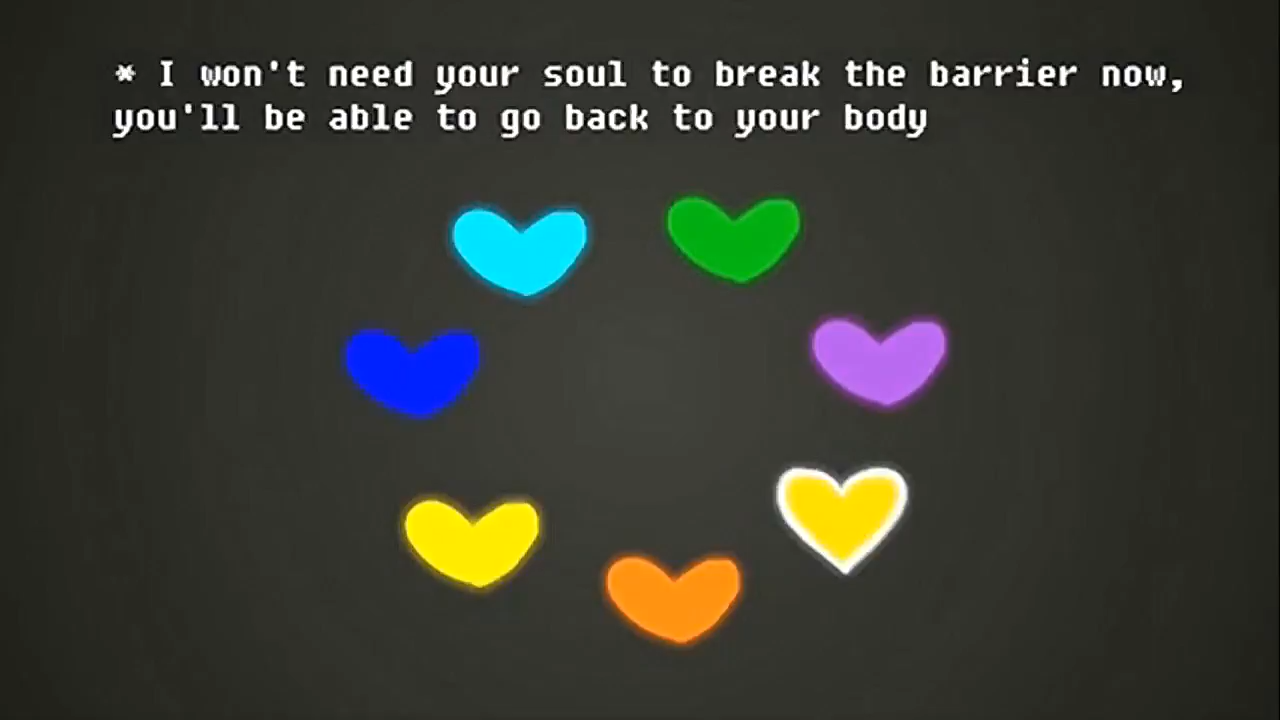 * I won't need your soul to break the barrier now,
you'll be able to go back to your body